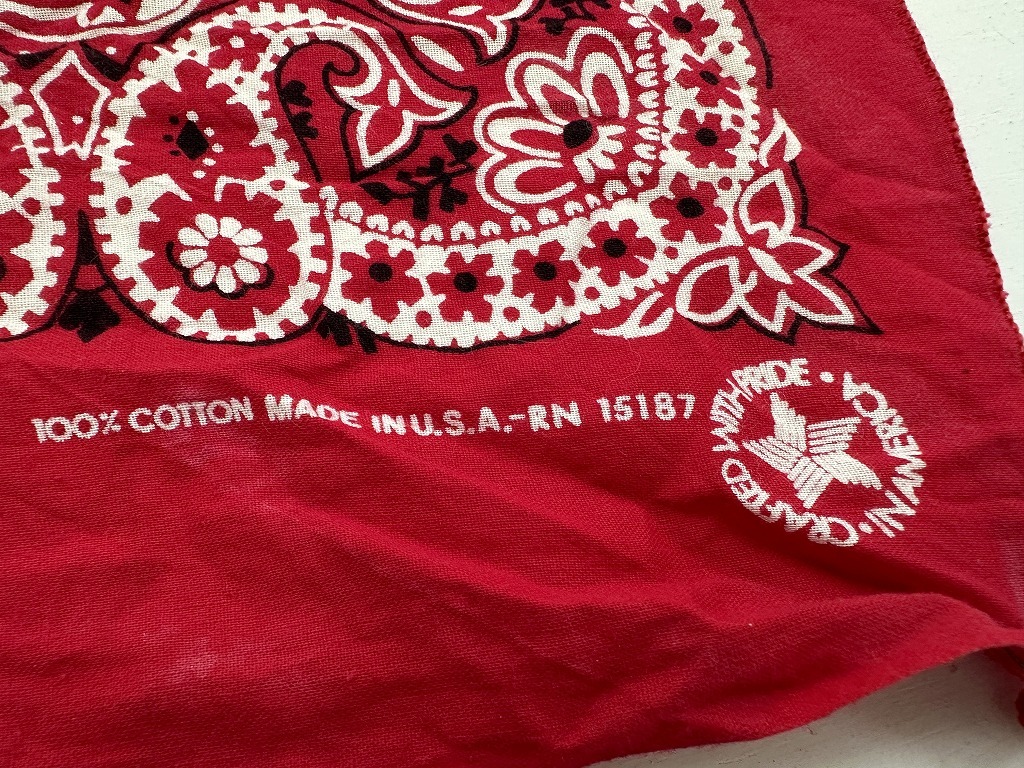 100% COTTON MADE IN U.S.A.-RN 15187
CRAFTED WITH PRIDE • IN AMERICA •